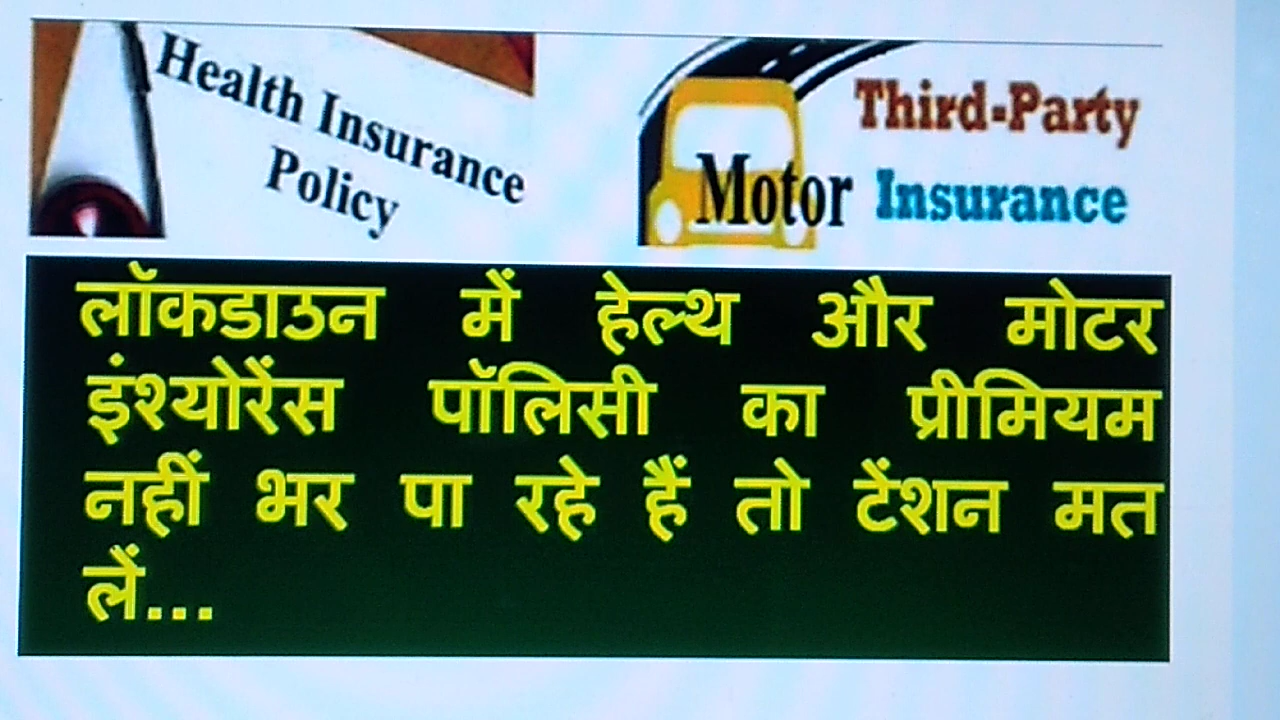 Health Insurance
Policy
Third-Party
Motor Insurance
लॉकडाउन में हेल्थ और मोटर
इंश्योरेंस पॉलिसी का प्रीमियम
नहीं भर पा रहे हैं तो टेंशन मत
लें...